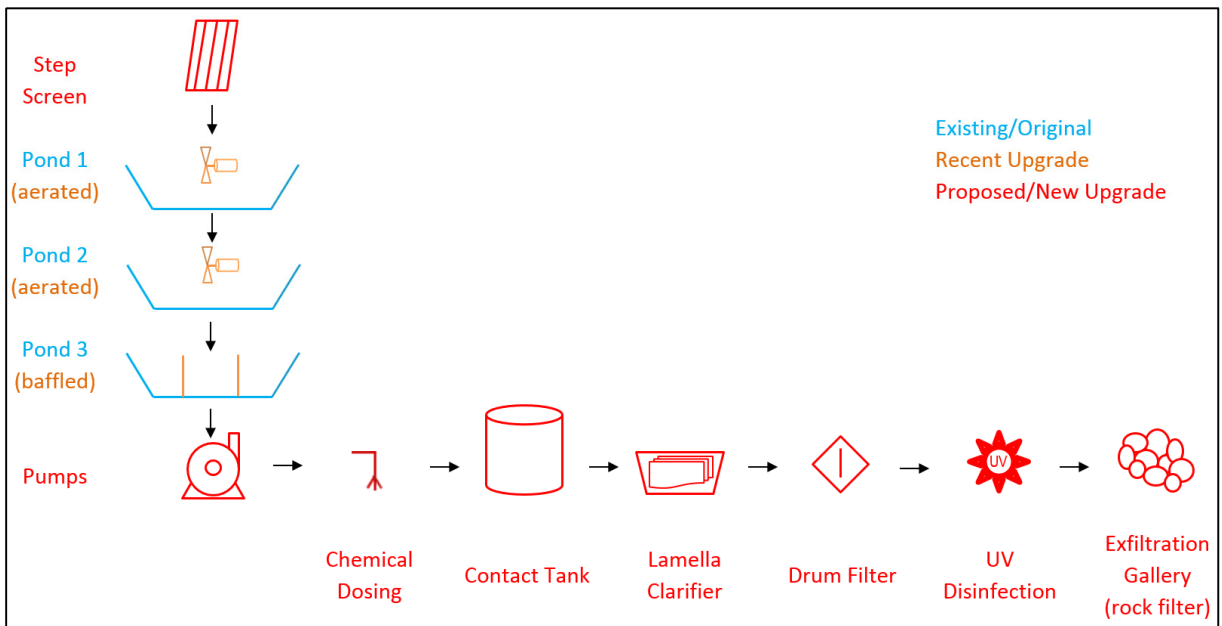 Step
Screen
Existing/Original
Recent Upgrade
Proposed/New Upgrade
Pond 1
(aerated)
Pond 2
(aerated)
Pond 3
(baffled)
Pumps
UV
Chemical
Dosing
Contact Tank
Lamella
Clarifier
Drum Filter
UV
Disinfection
Exfiltration
Gallery
(rock filter)